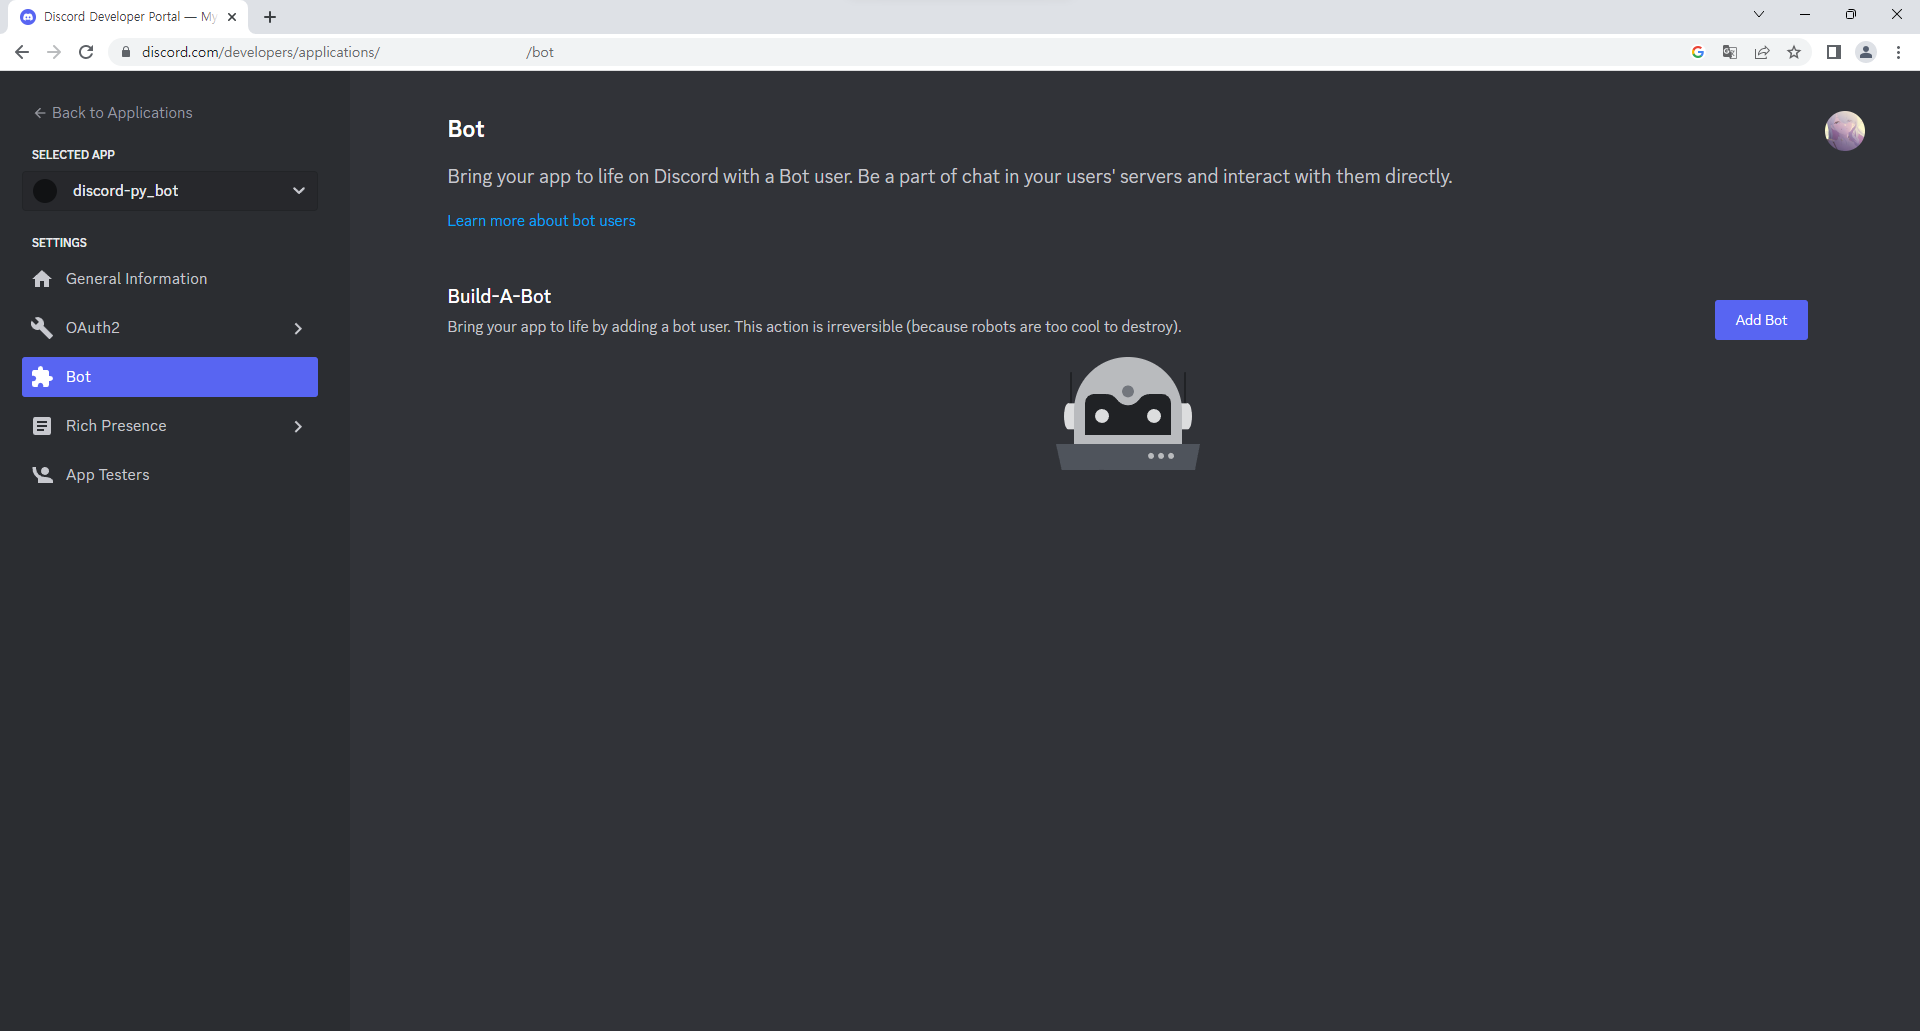 Discord Developer Portal — My
discord.com/developers/applications/ /bot
Back to Applications
SELECTED APP
discord-py_bot
SETTINGS
General Information
OAuth2
Bot
Rich Presence
App Testers
Bot
Bring your app to life on Discord with a Bot user. Be a part of chat in your users' servers and interact with them directly.
Learn more about bot users
Build-A-Bot
Bring your app to life by adding a bot user. This action is irreversible (because robots are too cool to destroy).
Add Bot